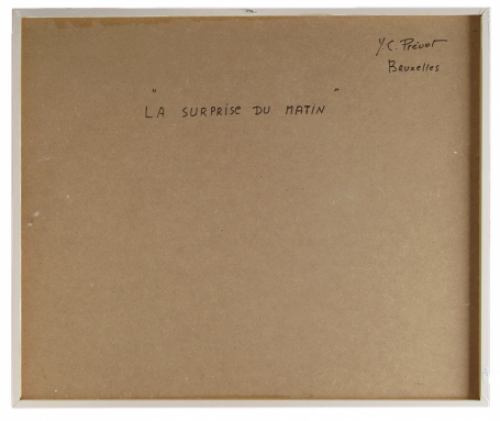 Y.C. Prévot
Bruxelles
" LA SURPRISE DU MATIN "